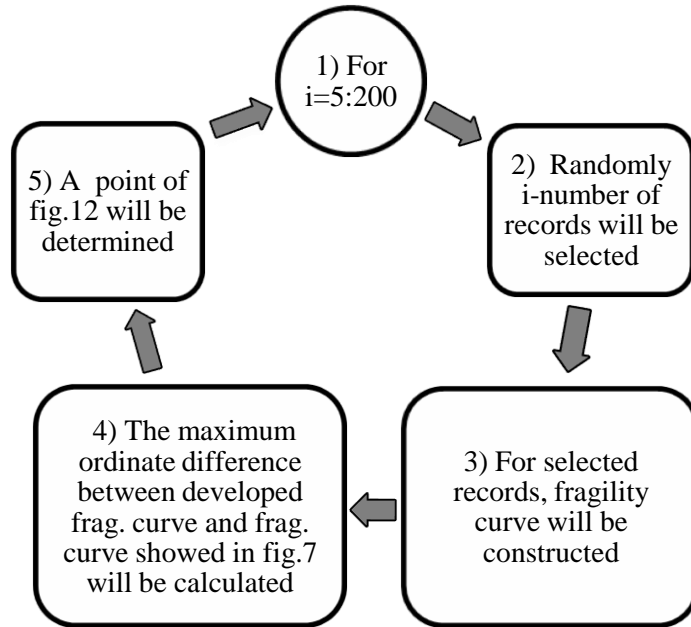 1) For
i=5:200
2) Randomly
i-number of
records will be
selected
3) For selected
records, fragility
curve will be
constructed
4) The maximum
ordinate difference
between developed
frag. curve and frag.
curve showed in fig.7
will be calculated
5) A point of
fig.12 will be
determined